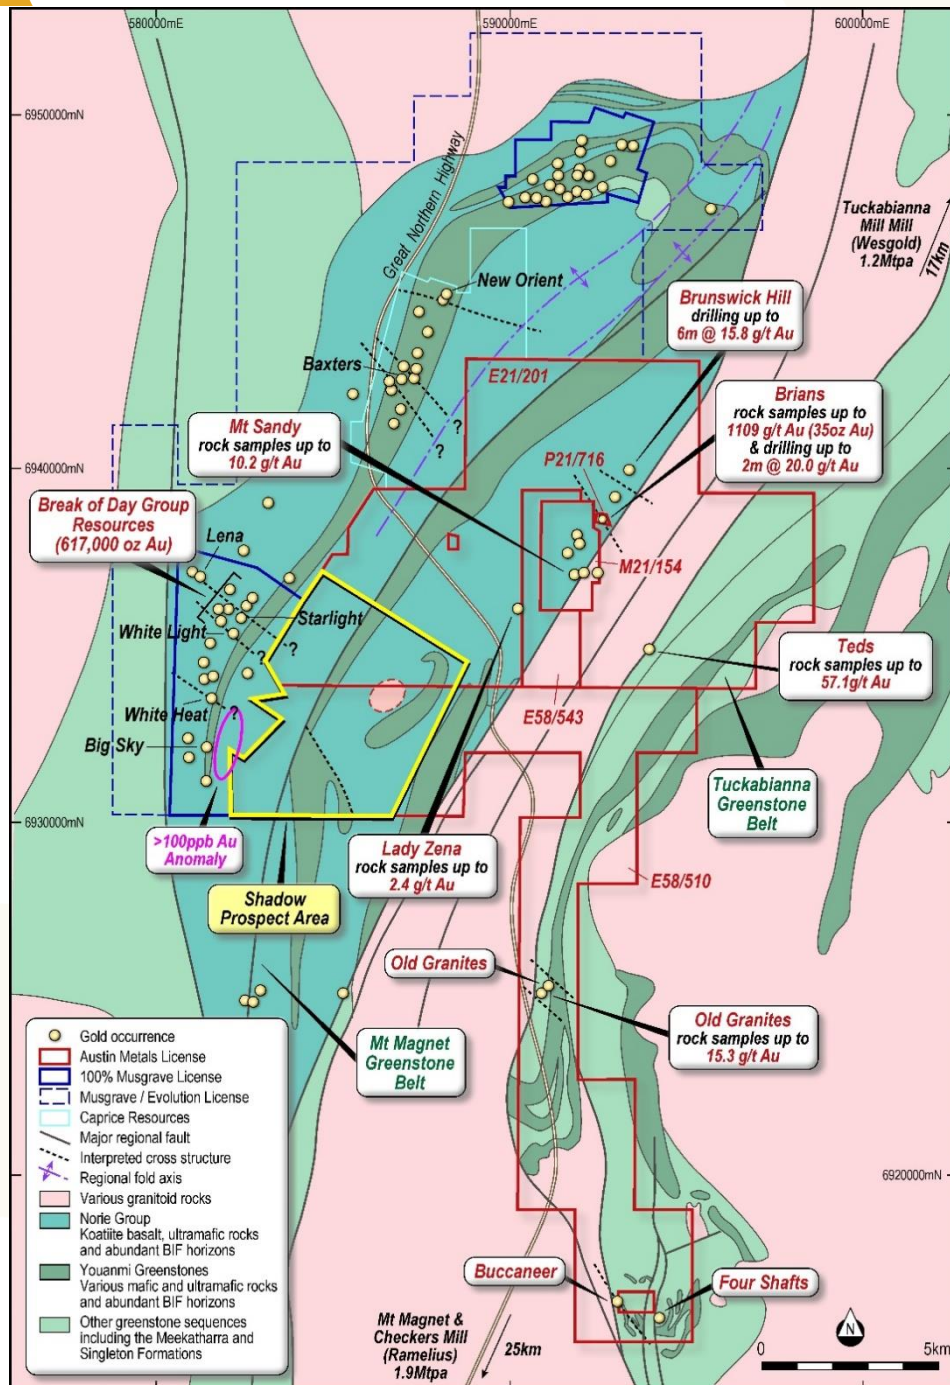 580000mE
590000mE
600000mE
6950000mN
Great Northern Highway
Tuckabianna
Mill Mill
(Wesgold)
1.2Mtpa
17km
New Orient
Brunswick Hill
drilling up to
6m @ 15.8 g/t Au
Baxters
E21/201
?
?
Brians
rock samples up to
1109 g/t Au (35oz Au)
& drilling up to
2m @ 20.0 g/t Au
Mt Sandy
rock samples up to
10.2 g/t Au
P21/716
6940000mN
Break of Day Group
Resources
(617,000 oz Au)
Lena
M21/154
Starlight
White Light
?
?
Teds
rock samples up to
57.1g/t Au
White Heat
?
E58/543
Big Sky
Tuckabianna
Greenstone
Belt
6930000mN
>100ppb Au
Anomaly
Lady Zena
rock samples up to
2.4 g/t Au
Shadow
Prospect Area
E58/510
Old Granites
Old Granites
rock samples up to
15.3 g/t Au
Mt Magnet
Greenstone
Belt
Gold occurrence
Austin Metals License
100% Musgrave License
Musgrave / Evolution License
Caprice Resources
Major regional fault
Interpreted cross structure
Regional fold axis
Various granitoid rocks
Norie Group
Koatiite basalt, ultramafic rocks
and abundant BIF horizons
Youanmi Greenstones
Various mafic and ultramafic rocks
and abundant BIF horizons
Other greenstone sequences
including the Meekatharra and
Singleton Formations
6920000mN
Buccaneer
Four Shafts
Mt Magnet &
Checkers Mill
(Ramelius)
1.9Mtpa
25km
N
0
5km